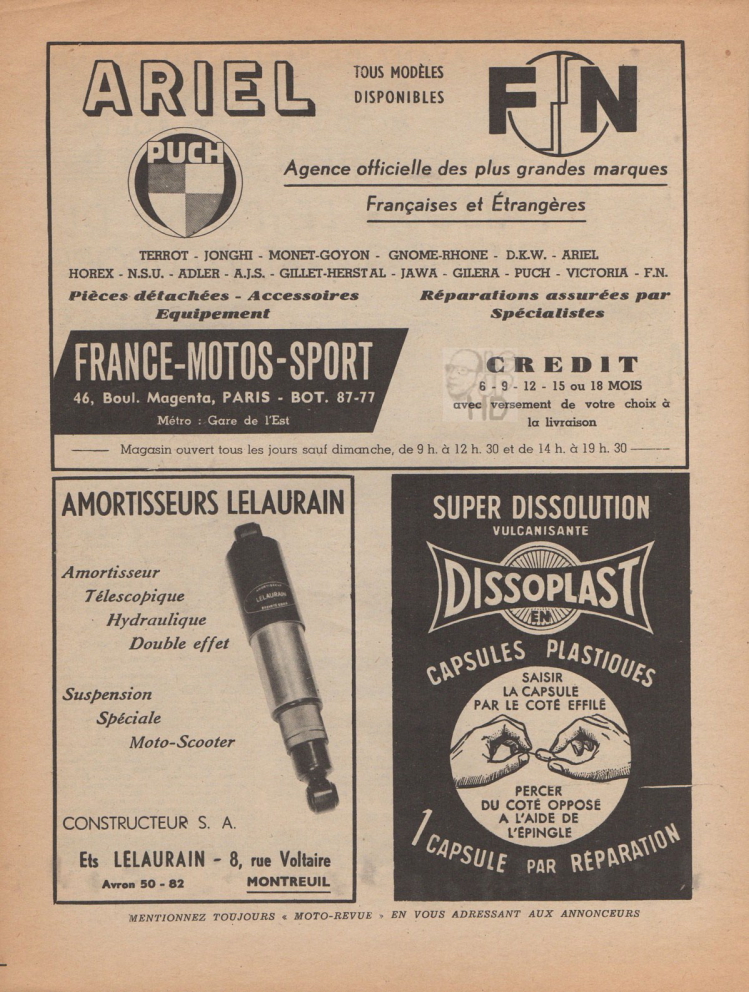 ARIEL
TOUS MODÈLES
DISPONIBLES
FN
PUCH
Agence officielle des plus grandes marques
Françaises et Étrangères
TERROT - JONGHI - MONET-GOYON - GNOME-RHONE - D.K.W. - ARIEL
HOREX - N.S.U. - ADLER - A.J.S. - GILLET-HERSTAL - JAWA - GILERA - PUCH - VICTORIA - F.N.
Pièces détachées - Accessoires
Equipement
Réparations assurées par
Spécialistes
FRANCE-MOTOS-SPORT
46, Boul. Magenta, PARIS - BOT. 87-77
Métro : Gare de l'Est
CREDIT
6 - 9 - 12 - 15 ou 18 MOIS
avec versement de votre choix à
la livraison
Magasin ouvert tous les jours sauf dimanche, de 9 h. à 12 h. 30 et de 14 h. à 19 h. 30
AMORTISSEURS LELAURAIN
Amortisseur
Télescopique
Hydraulique
Double effet
LELAURAIN
Suspension
Spéciale
Moto-Scooter
CONSTRUCTEUR S. A.
Ets LELAURAIN - 8, rue Voltaire
Avron 50 - 82
MONTREUIL
SUPER DISSOLUTION
VULCANISANTE
DISSOPLAST
EN
CAPSULES PLASTIQUES
SAISIR
LA CAPSULE
PAR LE COTÉ EFFILÉ
PERCER
DU COTÉ OPPOSÉ
A L'AIDE DE
L'ÉPINGLE
1 CAPSULE PAR RÉPARATION
MENTIONNEZ TOUJOURS « MOTO-REVUE » EN VOUS ADRESSANT AUX ANNONCEURS